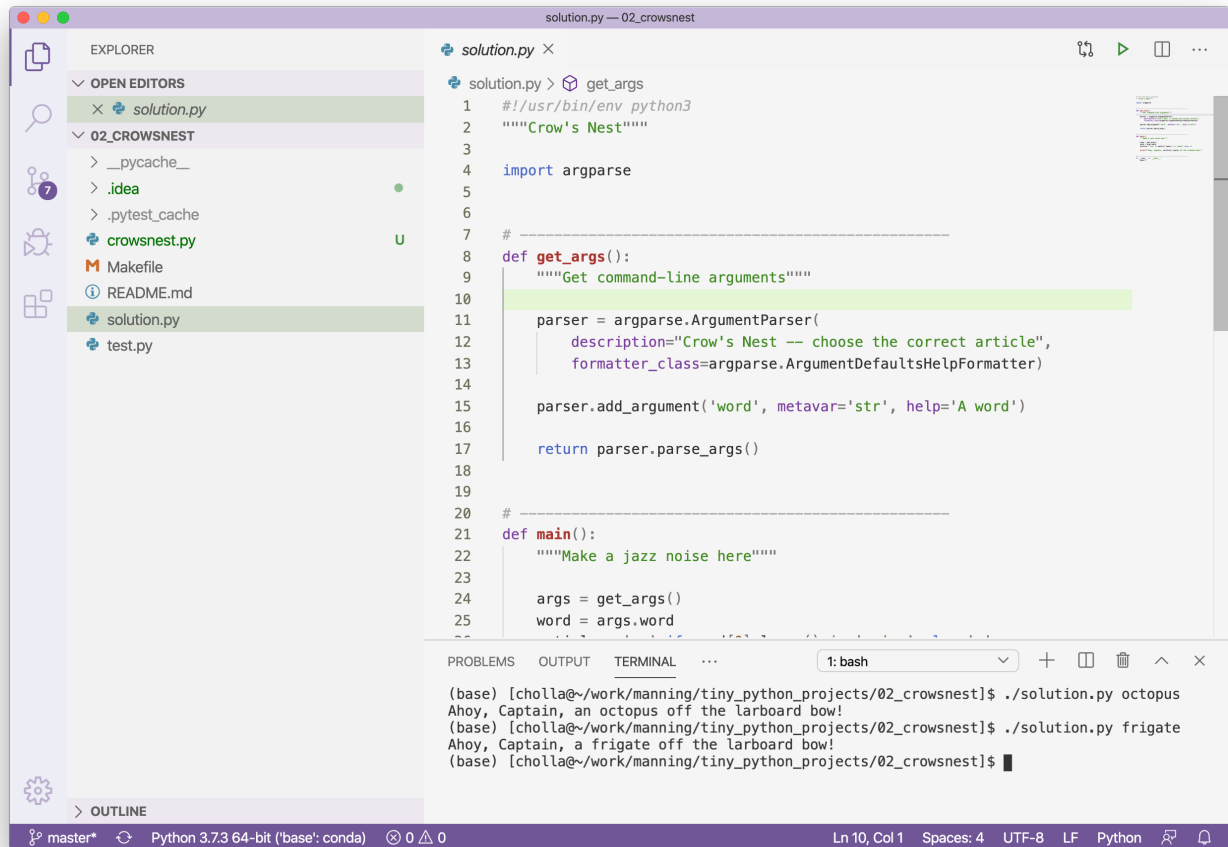 solution.py — 02_crowsnest
EXPLORER
OPEN EDITORS
solution.py
02_CROWSNEST
__pycache__
.idea
.pytest_cache
crowsnest.py U
Makefile
README.md
solution.py
test.py
OUTLINE
7
solution.py
solution.py > get_args
1 #!/usr/bin/env python3
2 """Crow's Nest"""
3
4 import argparse
5
6
7 # --------------------------------------------------
8 def get_args():
9 """Get command-line arguments"""
10
11 parser = argparse.ArgumentParser(
12 description="Crow's Nest -- choose the correct article",
13 formatter_class=argparse.ArgumentDefaultsHelpFormatter)
14
15 parser.add_argument('word', metavar='str', help='A word')
16
17 return parser.parse_args()
18
19
20 # --------------------------------------------------
21 def main():
22 """Make a jazz noise here"""
23
24 args = get_args()
25 word = args.word
PROBLEMS OUTPUT TERMINAL ... 1: bash
(base) [cholla@~/work/manning/tiny_python_projects/02_crowsnest]$ ./solution.py octopus
Ahoy, Captain, an octopus off the larboard bow!
(base) [cholla@~/work/manning/tiny_python_projects/02_crowsnest]$ ./solution.py frigate
Ahoy, Captain, a frigate off the larboard bow!
(base) [cholla@~/work/manning/tiny_python_projects/02_crowsnest]$
master* Python 3.7.3 64-bit ('base': conda) 0 0 Ln 10, Col 1 Spaces: 4 UTF-8 LF Python